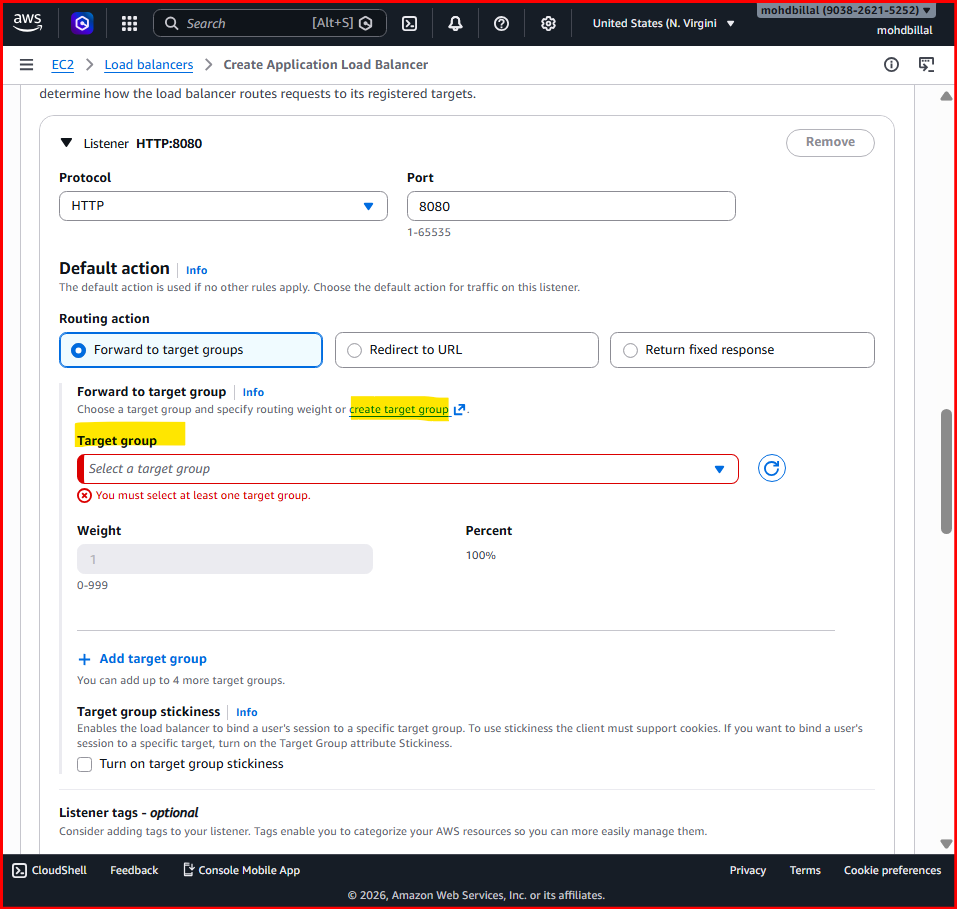 aws
Search [Alt+S]
United States (N. Virgini
mohdbillal (9038-2621-5252)
mohdbillal
EC2 > Load balancers > Create Application Load Balancer
determine how the load balancer routes requests to its registered targets.
Listener HTTP:8080
Remove
Protocol
Port
HTTP
8080
1-65535
Default action Info
The default action is used if no other rules apply. Choose the default action for traffic on this listener.
Routing action
Forward to target groups
Redirect to URL
Return fixed response
Forward to target group Info
Choose a target group and specify routing weight or create target group.
Target group
Select a target group
You must select at least one target group.
Weight
Percent
1
100%
0-999
Add target group
You can add up to 4 more target groups.
Target group stickiness Info
Enables the load balancer to bind a user's session to a specific target group. To use stickiness the client must support cookies. If you want to bind a user's
session to a specific target, turn on the Target Group attribute Stickiness.
Turn on target group stickiness
Listener tags - optional
Consider adding tags to your listener. Tags enable you to categorize your AWS resources so you can more easily manage them.
CloudShell Feedback Console Mobile App Privacy Terms Cookie preferences
© 2026, Amazon Web Services, Inc. or its affiliates.